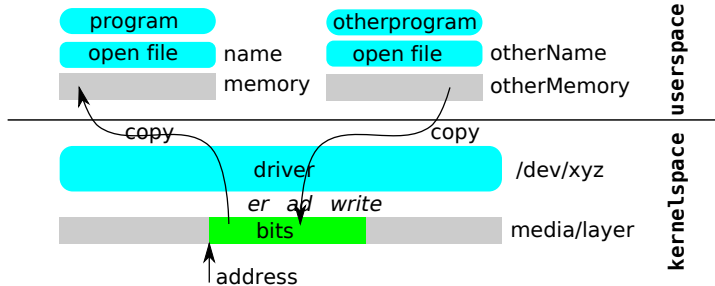 program
otherprogram
open file
name
open file
otherName
memory
otherMemory
userspace
copy
copy
driver
/dev/xyz
er ad write
bits
media/layer
kernelspace
address